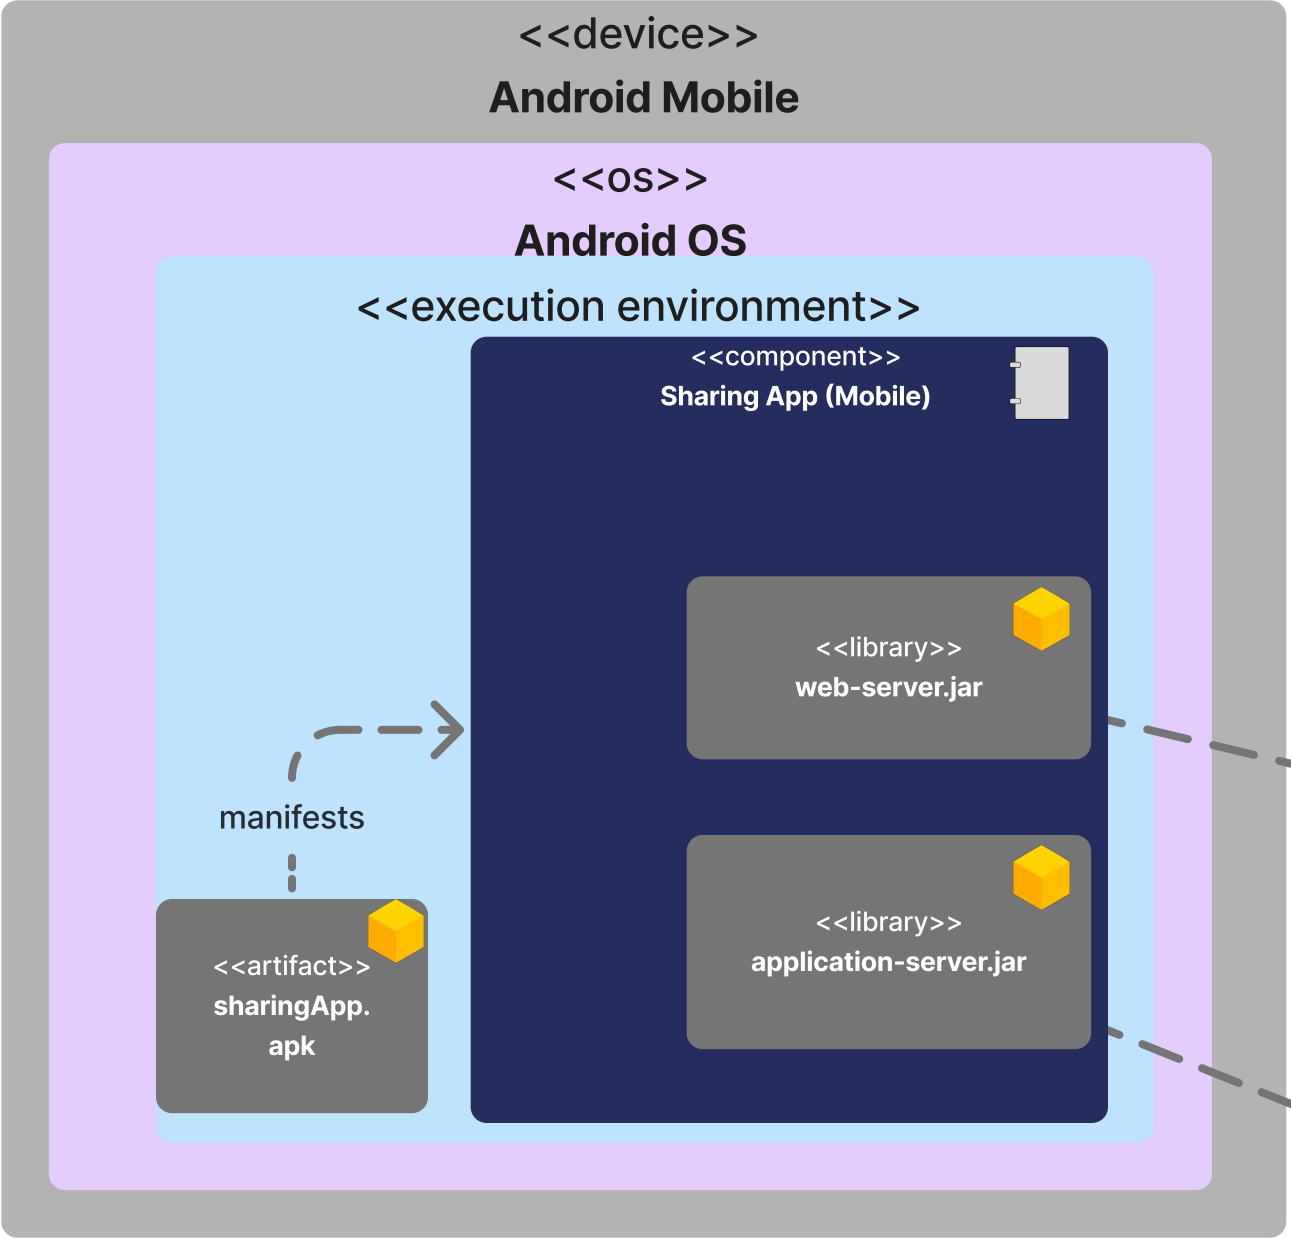 <<device>>
Android Mobile
<<os>>
Android OS
<<execution environment>>
<<component>>
Sharing App (Mobile)
<<library>>
web-server.jar
manifests
<<library>>
application-server.jar
<<artifact>>
sharingApp.
apk